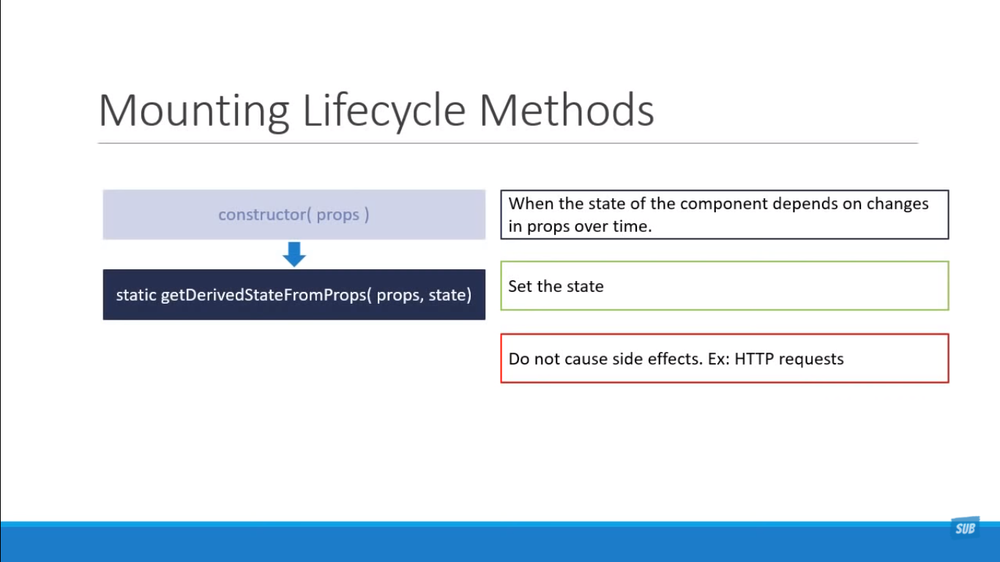 Mounting Lifecycle Methods
constructor( props )
static getDerivedStateFromProps( props, state)
When the state of the component depends on changes
in props over time.
Set the state
Do not cause side effects. Ex: HTTP requests
SUB